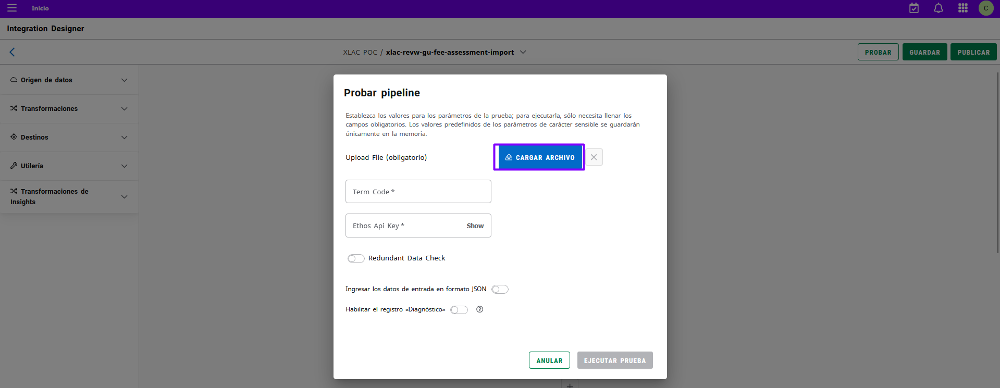 Inicio
C
Integration Designer
XLAC POC / xlac-revw-gu-fee-assessment-import
PROBAR
GUARDAR
PUBLICAR
Origen de datos
Transformaciones
Destinos
Utilería
Transformaciones de
Insights
Probar pipeline
Establezca los valores para los parámetros de la prueba; para ejecutarla, sólo necesita llenar los
campos obligatorios. Los valores predefinidos de los parámetros de carácter sensible se guardarán
únicamente en la memoria.
Upload File (obligatorio)
CARGAR ARCHIVO
Term Code *
Ethos Api Key *
Show
Redundant Data Check
Ingresar los datos de entrada en formato JSON
Habilitar el registro «Diagnóstico»
ANULAR
EJECUTAR PRUEBA